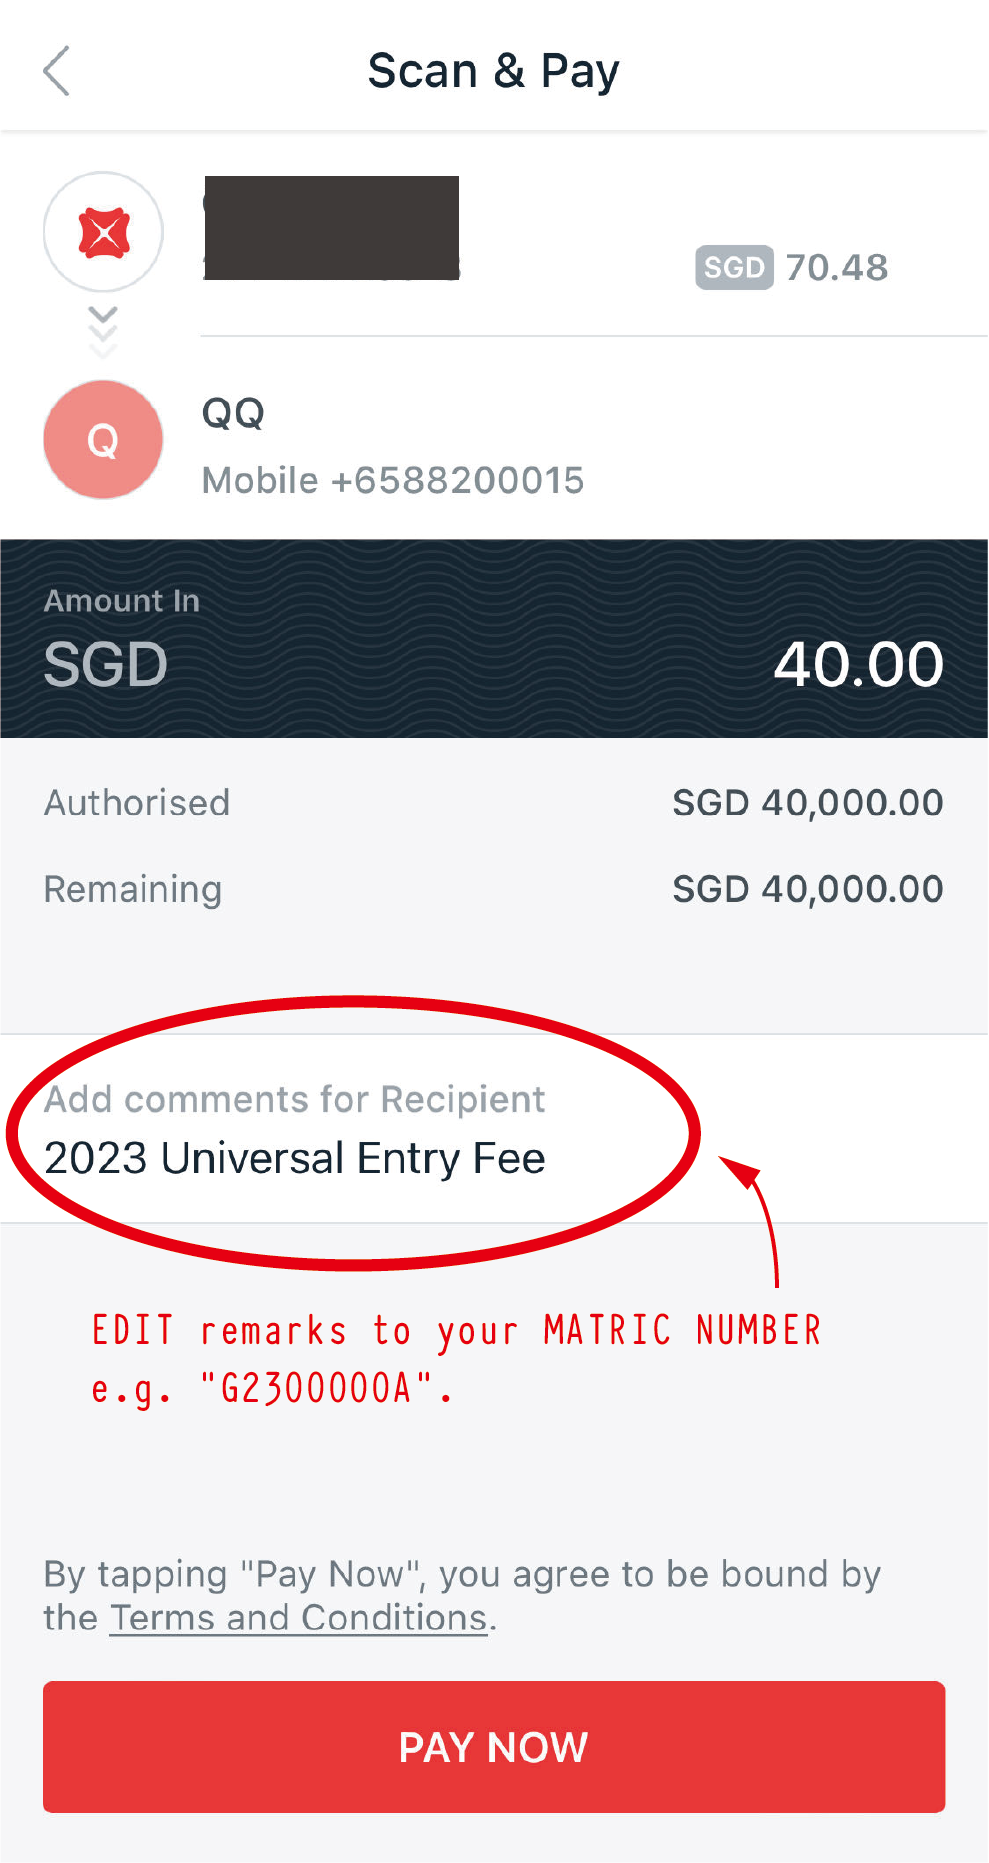 Scan & Pay
SGD 70.48
Q
QQ
Mobile +6588200015
Amount In
SGD 40.00
Authorised SGD 40,000.00
Remaining SGD 40,000.00
Add comments for Recipient
2023 Universal Entry Fee
EDIT remarks to your MATRIC NUMBER
e.g. "G2300000A".
By tapping "Pay Now", you agree to be bound by
the Terms and Conditions.
PAY NOW